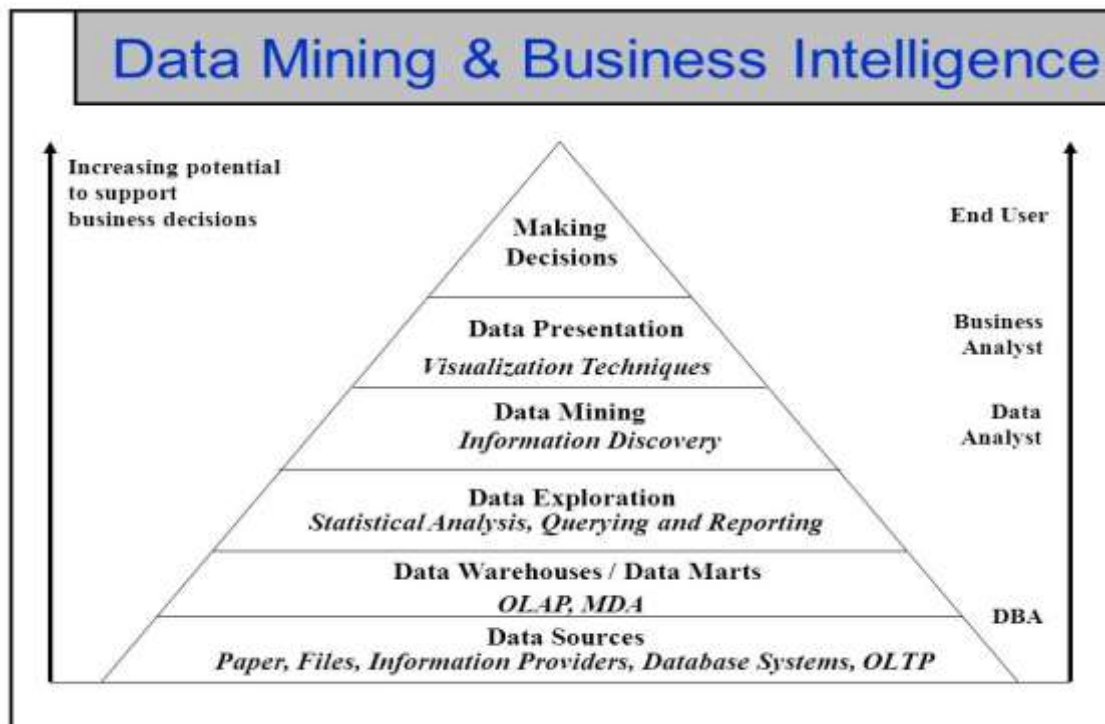 Data Mining & Business Intelligence
Increasing potential
to support
business decisions
End User
Making
Decisions
Data Presentation
Visualization Techniques
Business
Analyst
Data Mining
Information Discovery
Data
Analyst
Data Exploration
Statistical Analysis, Querying and Reporting
Data Warehouses / Data Marts
OLAP, MDA
DBA
Data Sources
Paper, Files, Information Providers, Database Systems, OLTP